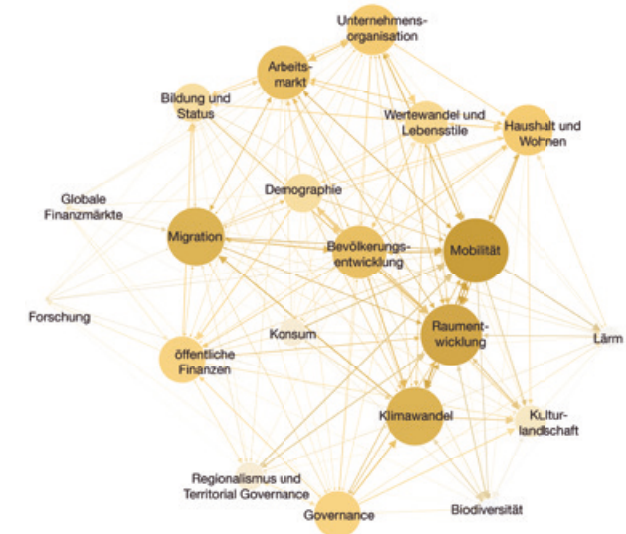 Unternehmens-
organisation
Arbeits-
markt
Bildung und
Status
Wertewandel und
Lebensstile
Haushalt und
Wohnen
Demographie
Globale
Finanzmärkte
Migration
Bevölkerungs-
entwicklung
Mobilität
Forschung
Konsum
Raument-
wicklung
Lärm
öffentliche
Finanzen
Klimawandel
Kultur-
landschaft
Regionalismus und
Territorial Governance
Governance
Biodiversität